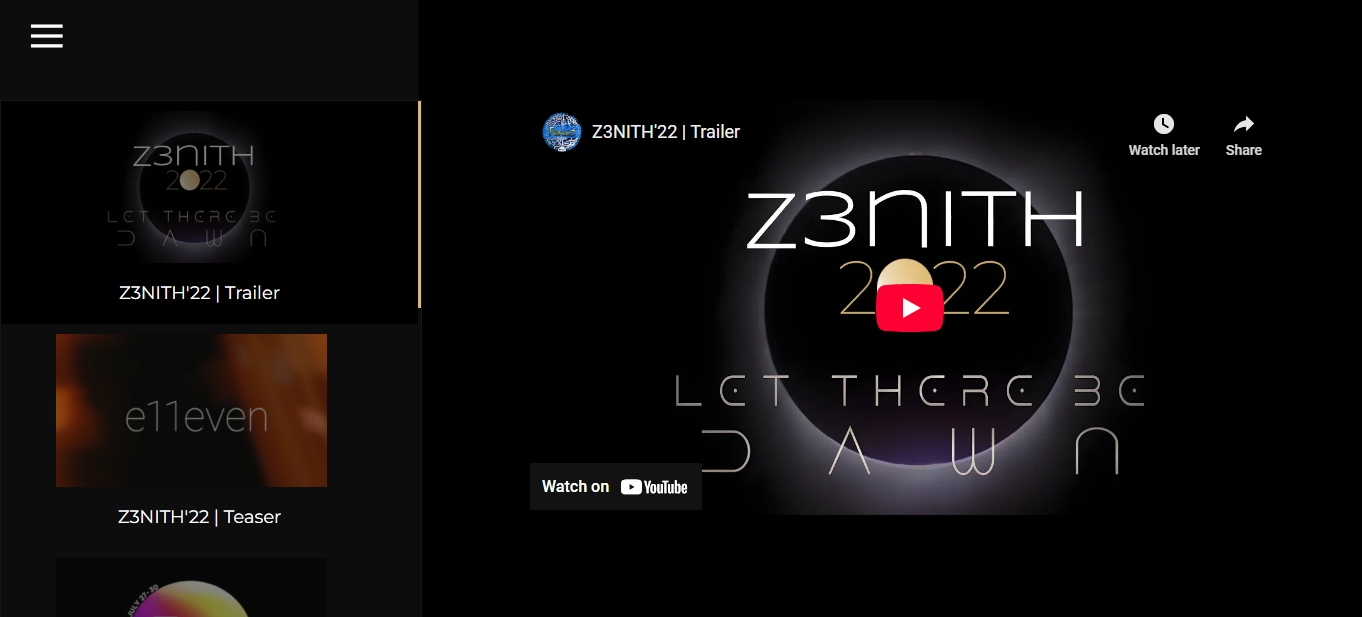 Z3NITH
2022
LET THERE BE
DAWN
Z3NITH'22 | Trailer
e11even
Z3NITH'22 | Teaser
JULY 27-30
Z3NITH'22 | Trailer
Watch later
Share
Z3NITH
2022
LET THERE BE
DAWN
Watch on YouTube